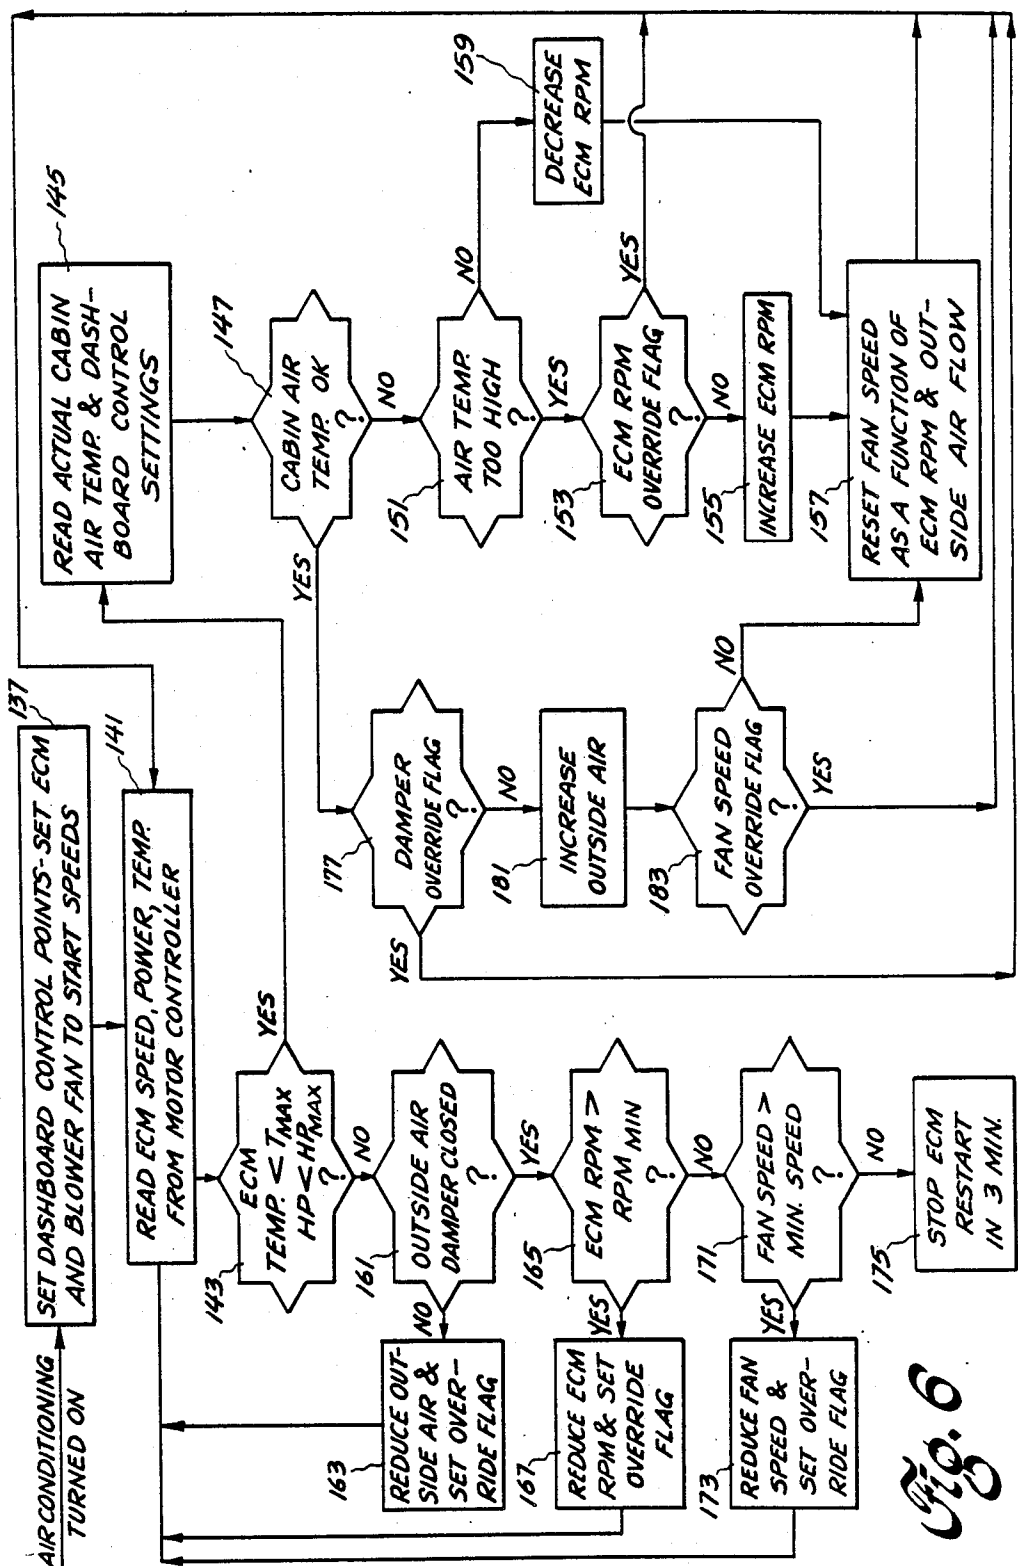 AIR CONDITIONING
TURNED ON
137
SET DASHBOARD CONTROL POINTS-SET ECM
AND BLOWER FAN TO START SPEEDS
141
READ ECM SPEED, POWER, TEMP.
FROM MOTOR CONTROLLER
143
ECM
TEMP. < TMAX
HP < HPMAX
?
YES
NO
161
OUTSIDE AIR
DAMPER CLOSED
?
NO
YES
163
REDUCE OUT-
SIDE AIR &
SET OVER-
RIDE FLAG
165
ECM RPM >
RPM MIN
?
YES
NO
167
REDUCE ECM
RPM & SET
OVERRIDE
FLAG
171
FAN SPEED >
MIN. SPEED
?
YES
NO
173
REDUCE FAN
SPEED &
SET OVER-
RIDE FLAG
175
STOP ECM
RESTART
IN 3 MIN.
145
READ ACTUAL CABIN
AIR TEMP. & DASH-
BOARD CONTROL
SETTINGS
147
CABIN AIR
TEMP. OK
?
YES
NO
177
DAMPER
OVERRIDE FLAG
?
YES
NO
181
INCREASE
OUTSIDE AIR
183
FAN SPEED
OVERRIDE FLAG
?
NO
YES
151
AIR TEMP.
TOO HIGH
?
NO
YES
159
DECREASE
ECM RPM
153
ECM RPM
OVERRIDE FLAG
?
YES
NO
155
INCREASE ECM RPM
157
RESET FAN SPEED
AS A FUNCTION OF
ECM RPM & OUT-
SIDE AIR FLOW
Fig. 6